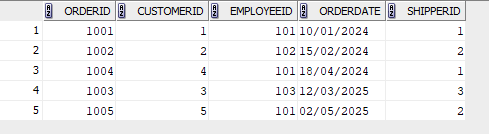 ORDERID CUSTOMERID EMPLOYEEID ORDERDATE SHIPPERID
1 1001 1 101 10/01/2024 1
2 1002 2 102 15/02/2024 2
3 1004 4 101 18/04/2024 1
4 1003 3 103 12/03/2025 3
5 1005 5 101 02/05/2025 2